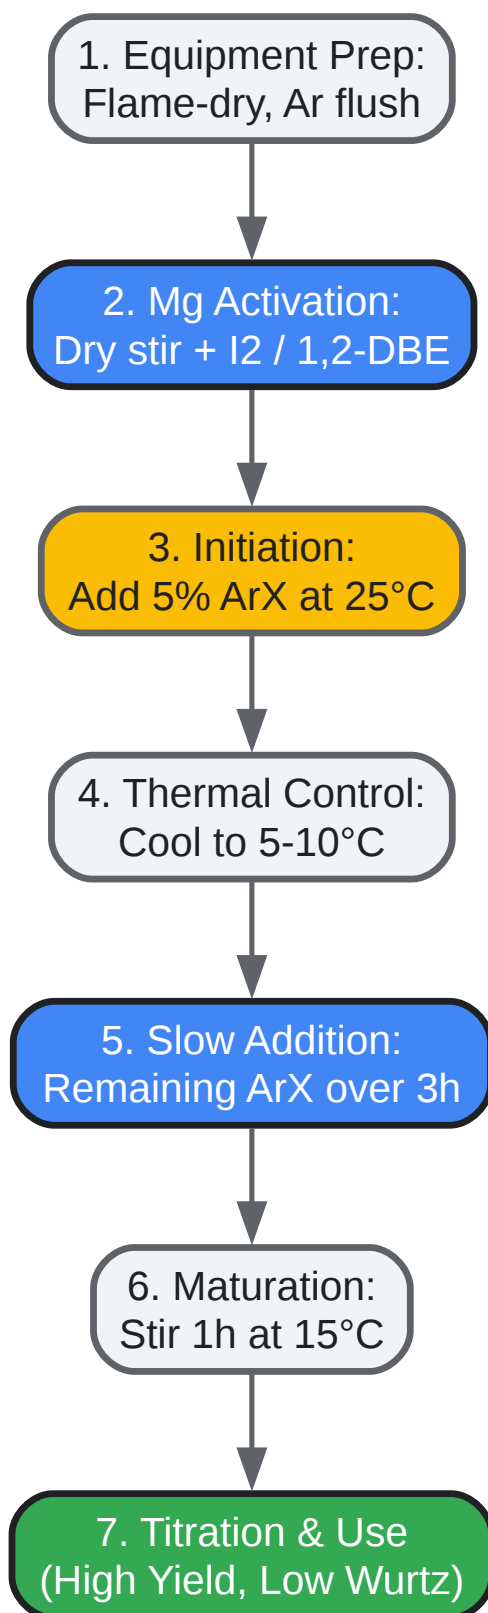 1. Equipment Prep:
Flame-dry, Ar flush
2. Mg Activation:
Dry stir + I2 / 1,2-DBE
3. Initiation:
Add 5% ArX at 25°C
4. Thermal Control:
Cool to 5-10°C
5. Slow Addition:
Remaining ArX over 3h
6. Maturation:
Stir 1h at 15°C
7. Titration & Use
(High Yield, Low Wurtz)